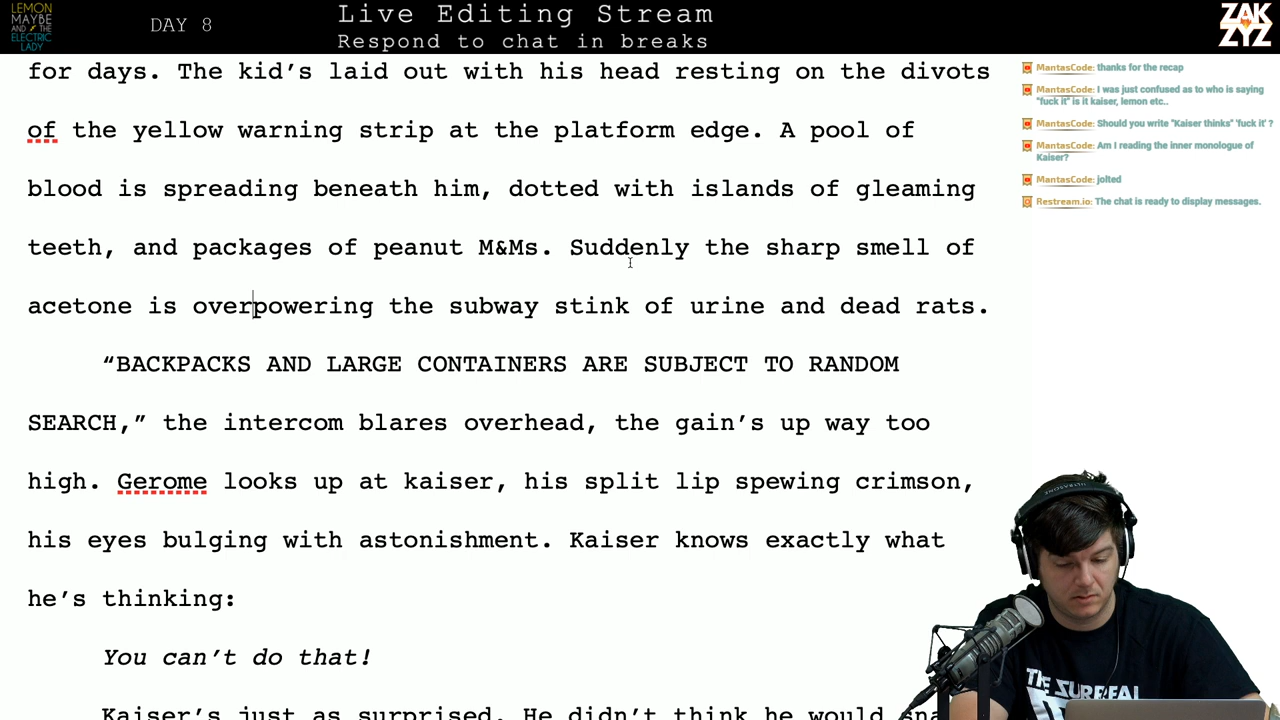 LEMON
MAYBE
AND THE
ELECTRIC
LADY
DAY 8
Live Editing Stream
Respond to chat in breaks
ZAK
ZYZ
for days. The kid’s laid out with his head resting on the divots
of the yellow warning strip at the platform edge. A pool of
blood is spreading beneath him, dotted with islands of gleaming
teeth, and packages of peanut M&Ms. Suddenly the sharp smell of
acetone is overpowering the subway stink of urine and dead rats.
“BACKPACKS AND LARGE CONTAINERS ARE SUBJECT TO RANDOM
SEARCH,” the intercom blares overhead, the gain’s up way too
high. Gerome looks up at kaiser, his split lip spewing crimson,
his eyes bulging with astonishment. Kaiser knows exactly what
he’s thinking:
You can’t do that!
Kaiser’s just as surprised. He didn’t think he would
MantasCode: thanks for the recap
MantasCode: I was just confused as to who is saying
"fuck it" is it kaiser, lemon etc..
MantasCode: Should you write "Kaiser thinks" 'fuck it' ?
MantasCode: Am I reading the inner monologue of
Kaiser?
MantasCode: jolted
Restream.io: The chat is ready to display messages.
THE SURREAL